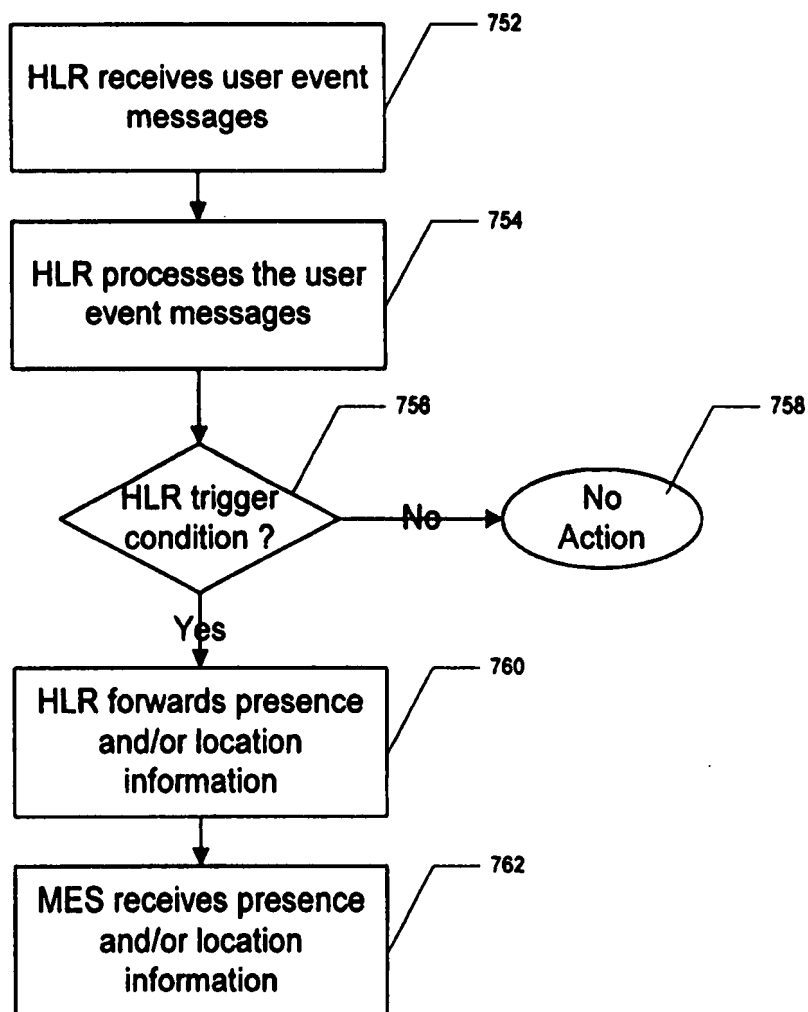 752
HLR receives user event
messages
754
HLR processes the user
event messages
756
758
HLR trigger
condition ?
No
No
Action
Yes
760
HLR forwards presence
and/or location
information
762
MES receives presence
and/or location
information